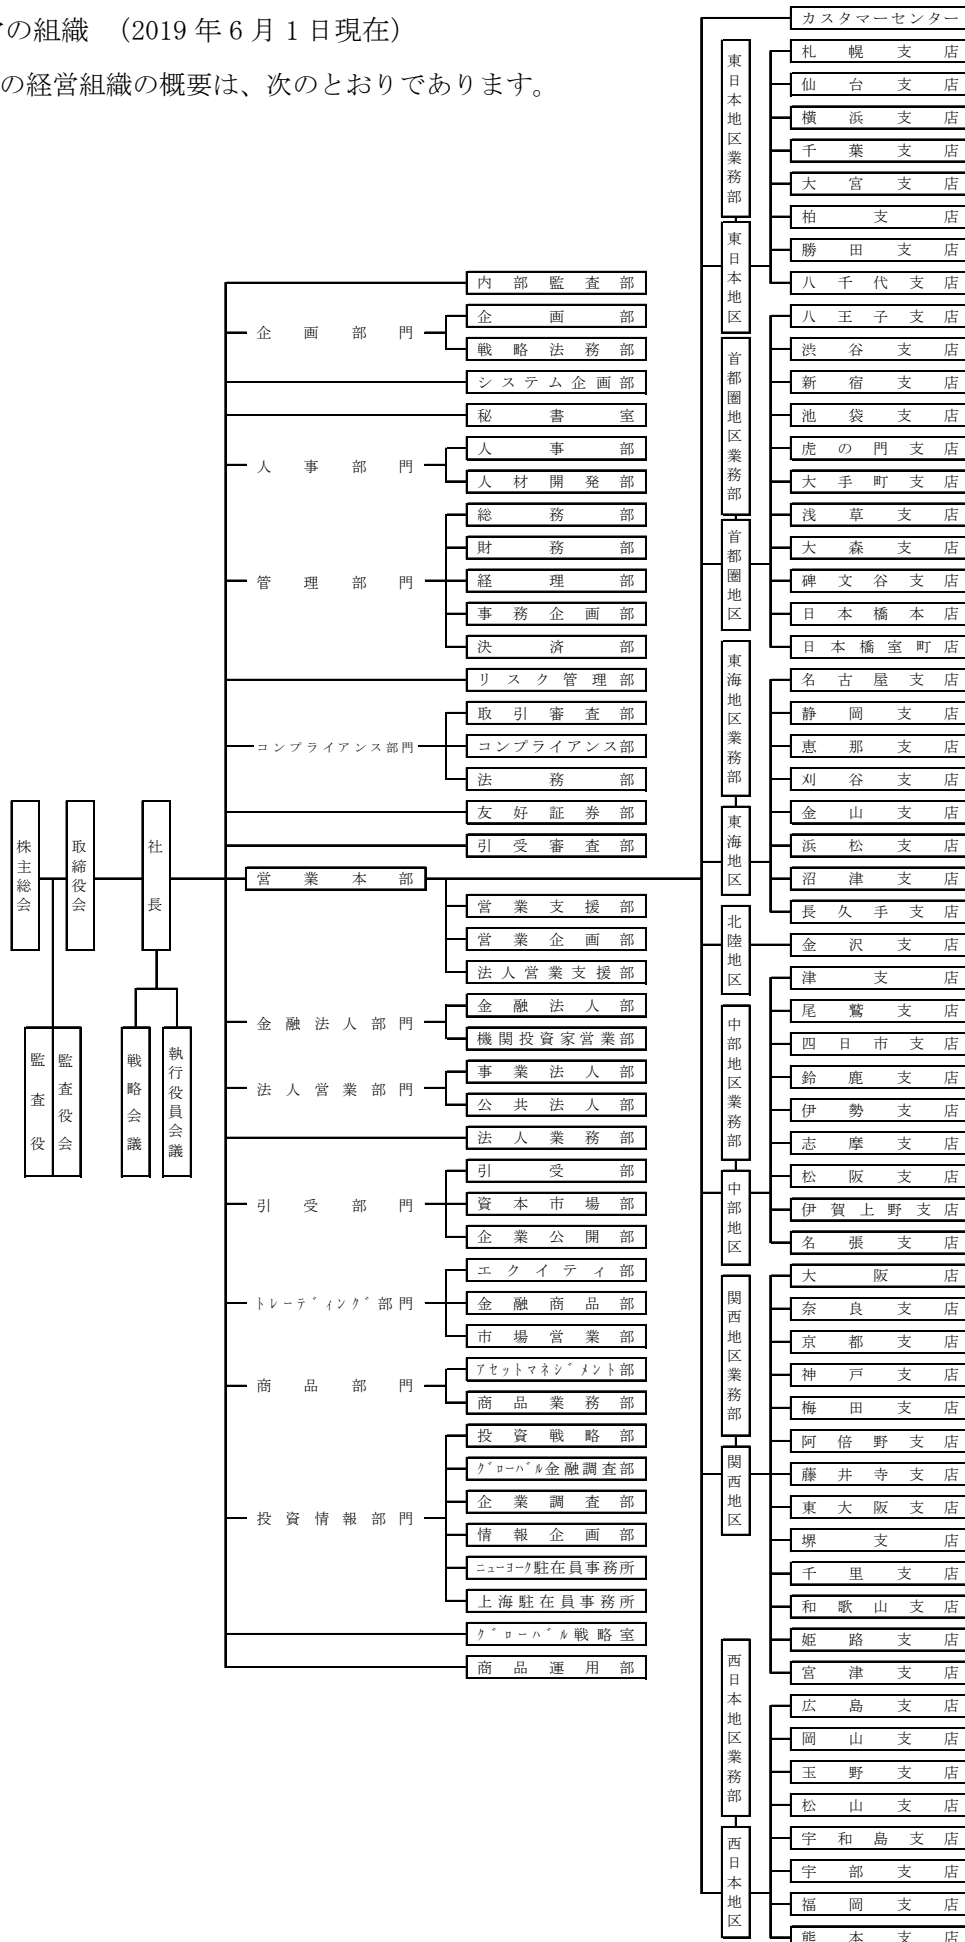 の組織 （2019年6月1日現在）
の経営組織の概要は、次のとおりであります。
株主総会
取締役会
社長
監査役
監査役会
戦略会議
執行役員会議
内部監査部
企画部門
企画部
戦略法務部
システム企画部
秘書室
人事部門
人事部
人材開発部
管理部門
総務部
財務部
経理部
事務企画部
決済部
リスク管理部
コンプライアンス部門
取引審査部
コンプライアンス部
法務部
友好証券部
引受審査部
営業本部
営業支援部
営業企画部
法人営業支援部
金融法人部門
金融法人部
機関投資家営業部
法人営業部門
事業法人部
公共法人部
法人業務部
引受部門
引受部
資本市場部
企業公開部
ﾄﾚｰﾃﾞｨﾝｸﾞ部門
エクイティ部
金融商品部
市場営業部
商品部門
ｱｾｯﾄﾏﾈｼﾞﾒﾝﾄ部
商品業務部
投資情報部門
投資戦略部
ｸﾞﾛｰﾊﾞﾙ金融調査部
企業調査部
情報企画部
ﾆｭｰﾖｰｸ駐在員事務所
上海駐在員事務所
ｸﾞﾛｰﾊﾞﾙ戦略室
商品運用部
カスタマーセンター
東日本地区業務部
東日本地区
札幌支店
仙台支店
横浜支店
千葉支店
大宮支店
柏支店
勝田支店
八千代支店
首都圏地区業務部
首都圏地区
八王子支店
渋谷支店
新宿支店
池袋支店
虎の門支店
大手町支店
浅草支店
大森支店
碑文谷支店
日本橋本店
日本橋室町店
東海地区業務部
東海地区
名古屋支店
静岡支店
恵那支店
刈谷支店
金山支店
浜松支店
沼津支店
長久手支店
北陸地区
金沢支店
中部地区業務部
中部地区
津支店
尾鷲支店
四日市支店
鈴鹿支店
伊勢支店
志摩支店
松阪支店
伊賀上野支店
名張支店
関西地区業務部
関西地区
大阪店
奈良支店
京都支店
神戸支店
梅田支店
阿倍野支店
藤井寺支店
東大阪支店
堺支店
千里支店
和歌山支店
姫路支店
宮津支店
西日本地区業務部
西日本地区
広島支店
岡山支店
玉野支店
松山支店
宇和島支店
宇部支店
福岡支店
熊本支店